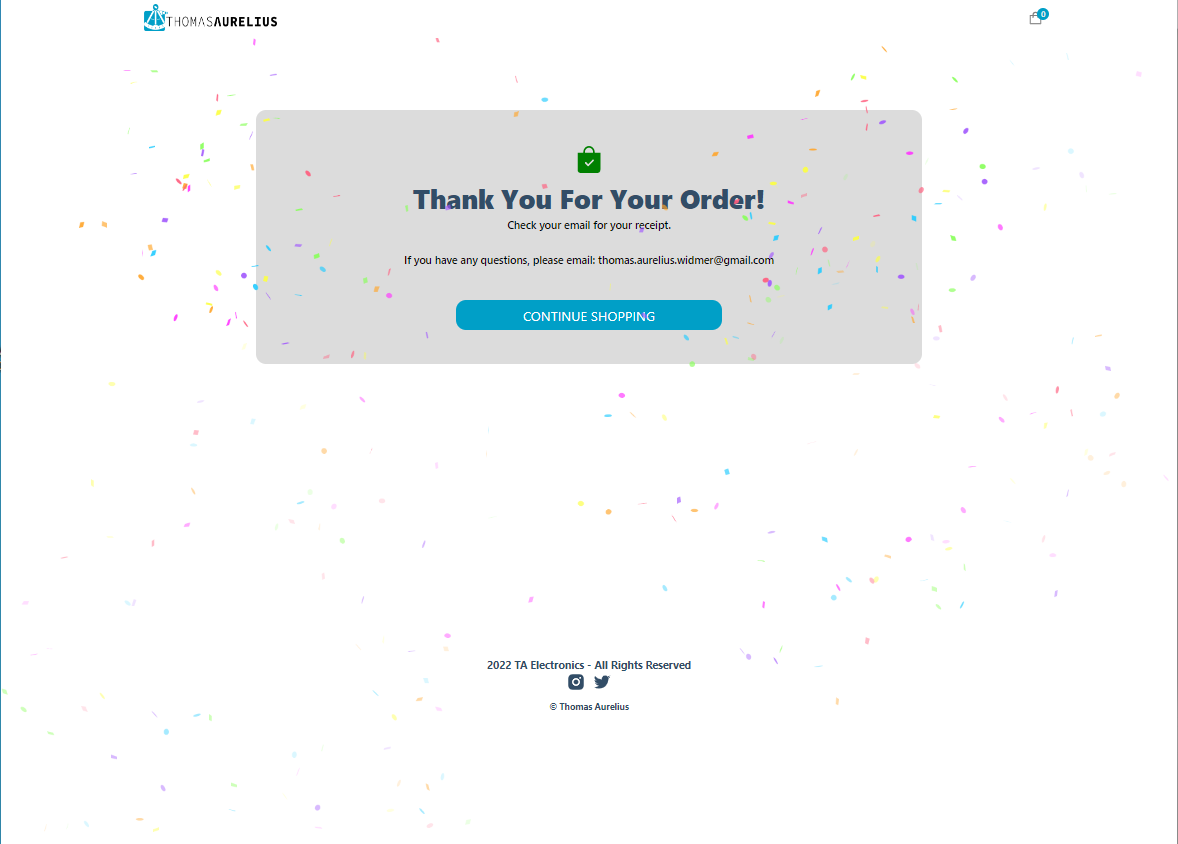 THOMASAURELIUS
0
Thank You For Your Order!
Check your email for your receipt.
If you have any questions, please email: thomas.aurelius.widmer@gmail.com
CONTINUE SHOPPING
2022 TA Electronics - All Rights Reserved
© Thomas Aurelius